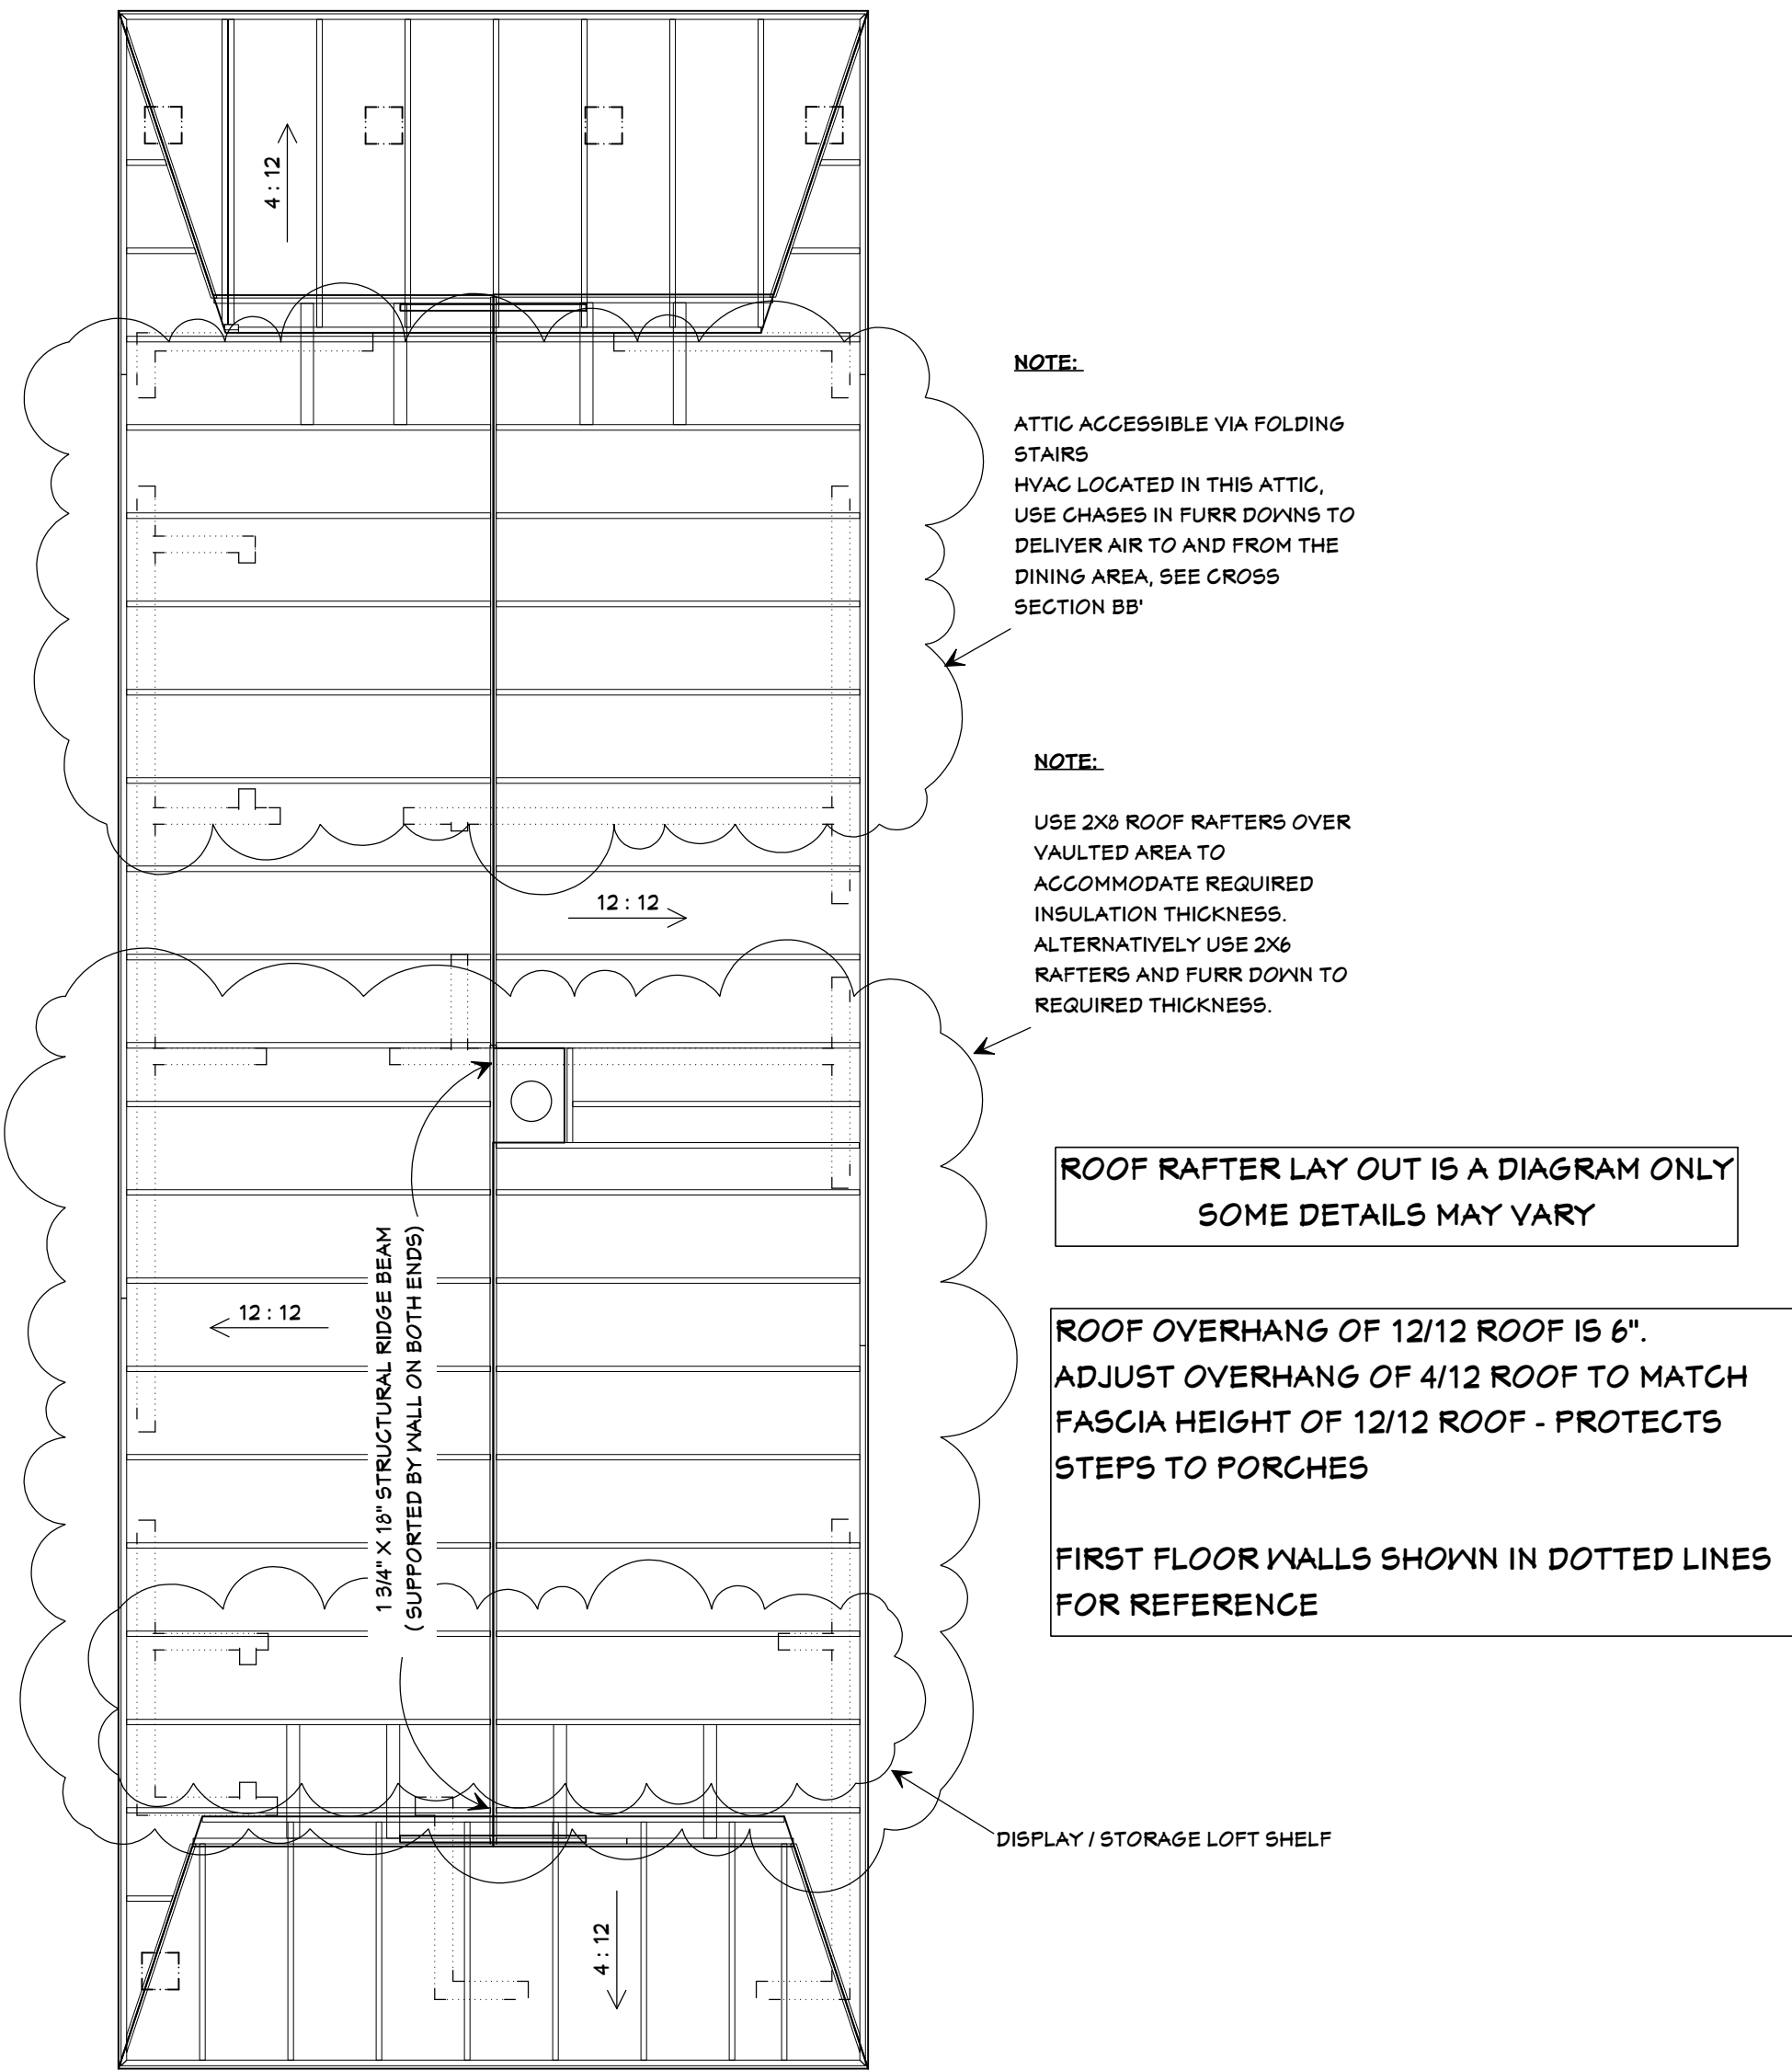 4 : 12
NOTE:
ATTIC ACCESSIBLE VIA FOLDING
STAIRS
HVAC LOCATED IN THIS ATTIC,
USE CHASES IN FURR DOWNS TO
DELIVER AIR TO AND FROM THE
DINING AREA, SEE CROSS
SECTION BB'
NOTE:
USE 2X8 ROOF RAFTERS OVER
VAULTED AREA TO
ACCOMMODATE REQUIRED
INSULATION THICKNESS.
ALTERNATIVELY USE 2X6
RAFTERS AND FURR DOWN TO
REQUIRED THICKNESS.
12 : 12
ROOF RAFTER LAY OUT IS A DIAGRAM ONLY
SOME DETAILS MAY VARY
1 3/4" X 18" STRUCTURAL RIDGE BEAM
( SUPPORTED BY WALL ON BOTH ENDS)
12 : 12
ROOF OVERHANG OF 12/12 ROOF IS 6".
ADJUST OVERHANG OF 4/12 ROOF TO MATCH
FASCIA HEIGHT OF 12/12 ROOF - PROTECTS
STEPS TO PORCHES
FIRST FLOOR WALLS SHOWN IN DOTTED LINES
FOR REFERENCE
DISPLAY / STORAGE LOFT SHELF
4 : 12